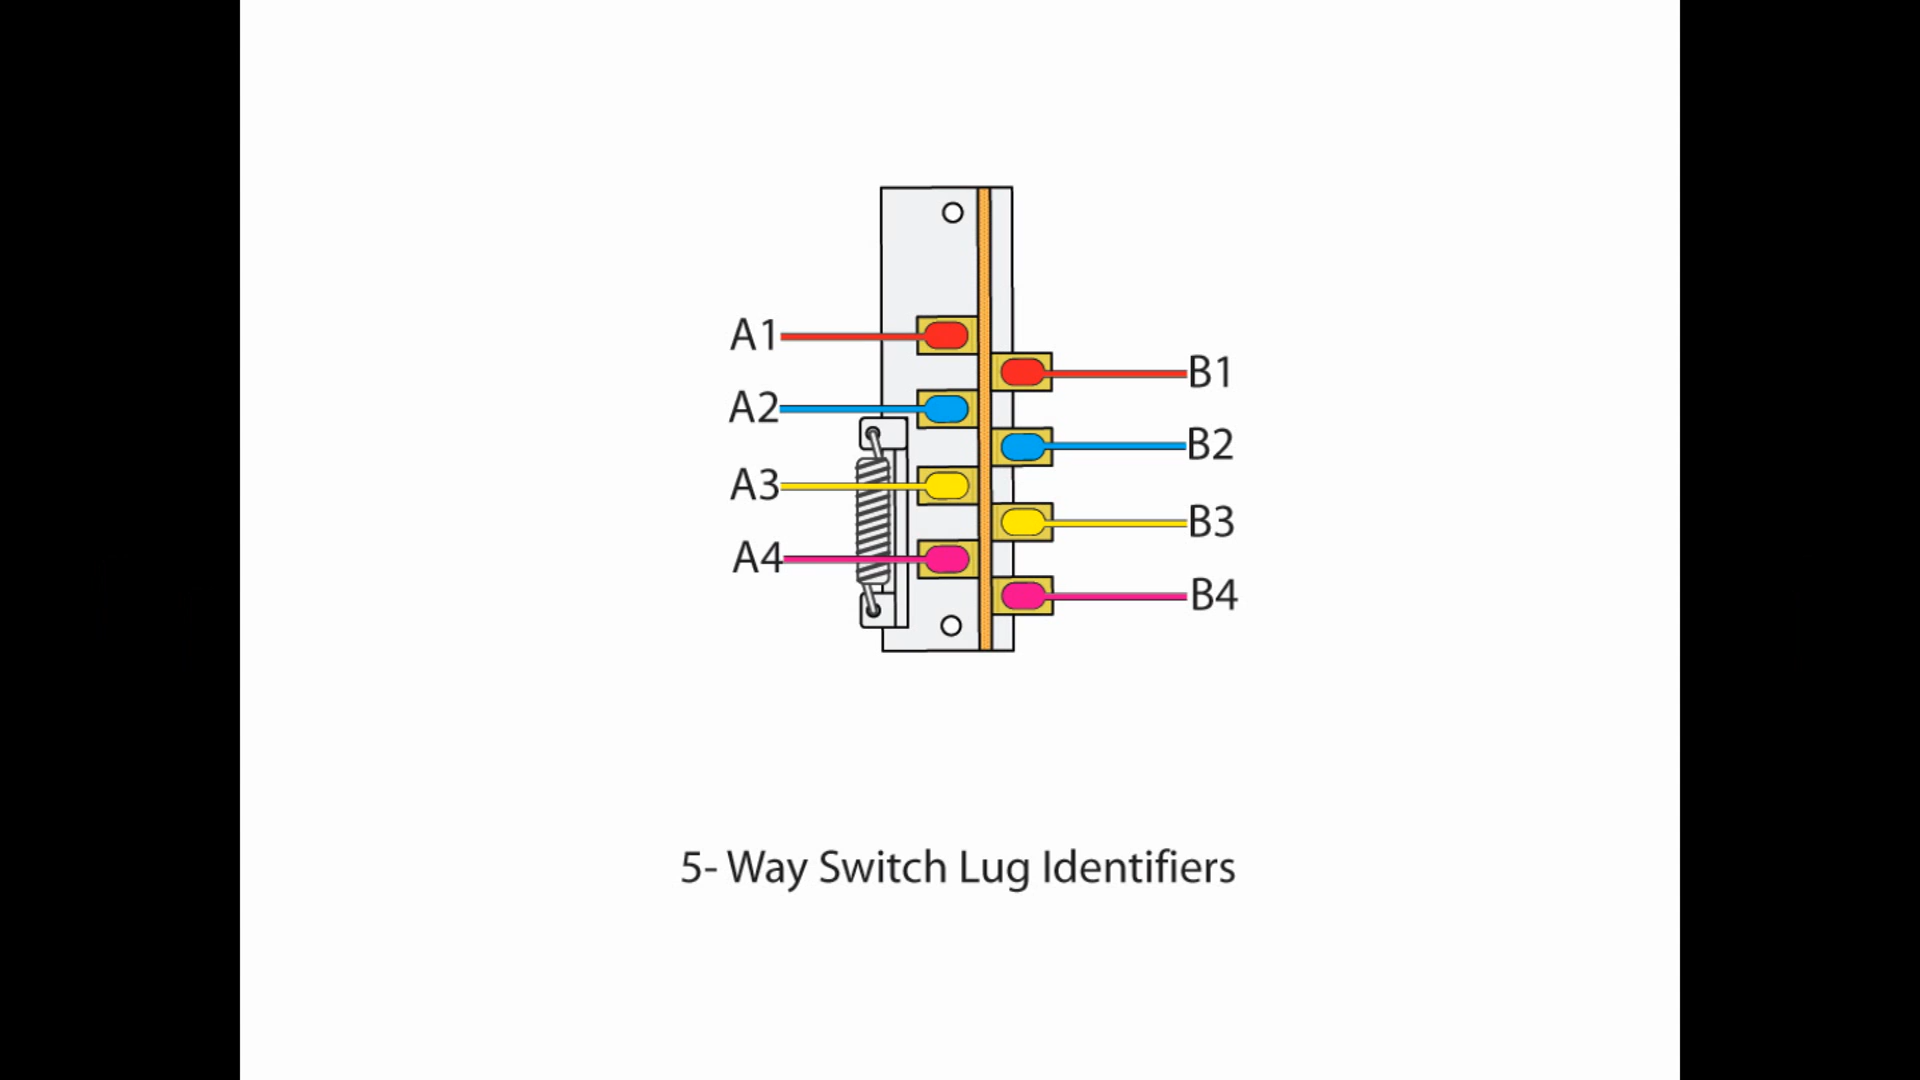 A1
B1
A2
B2
A3
B3
A4
B4
5- Way Switch Lug Identifiers